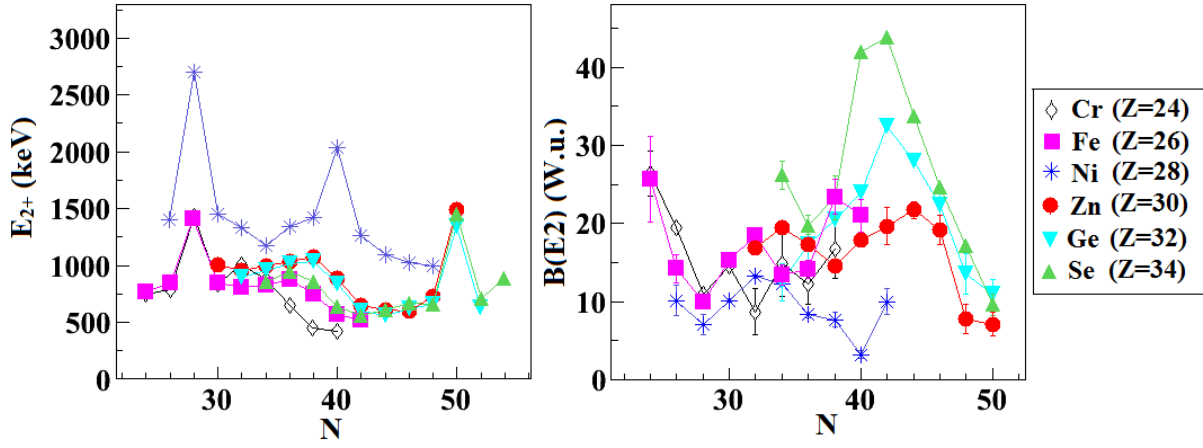 3000
2500
2000
1500
1000
500
0
E2+ (keV)
30
40
50
N
40
30
20
10
0
B(E2) (W.u.)
30
40
50
N
Cr (Z=24)
Fe (Z=26)
Ni (Z=28)
Zn (Z=30)
Ge (Z=32)
Se (Z=34)